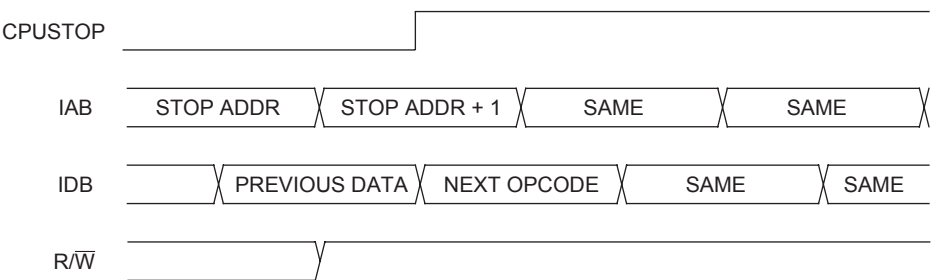 CPUSTOP
IAB STOP ADDR STOP ADDR + 1 SAME SAME
IDB PREVIOUS DATA NEXT OPCODE SAME SAME
R/W̅